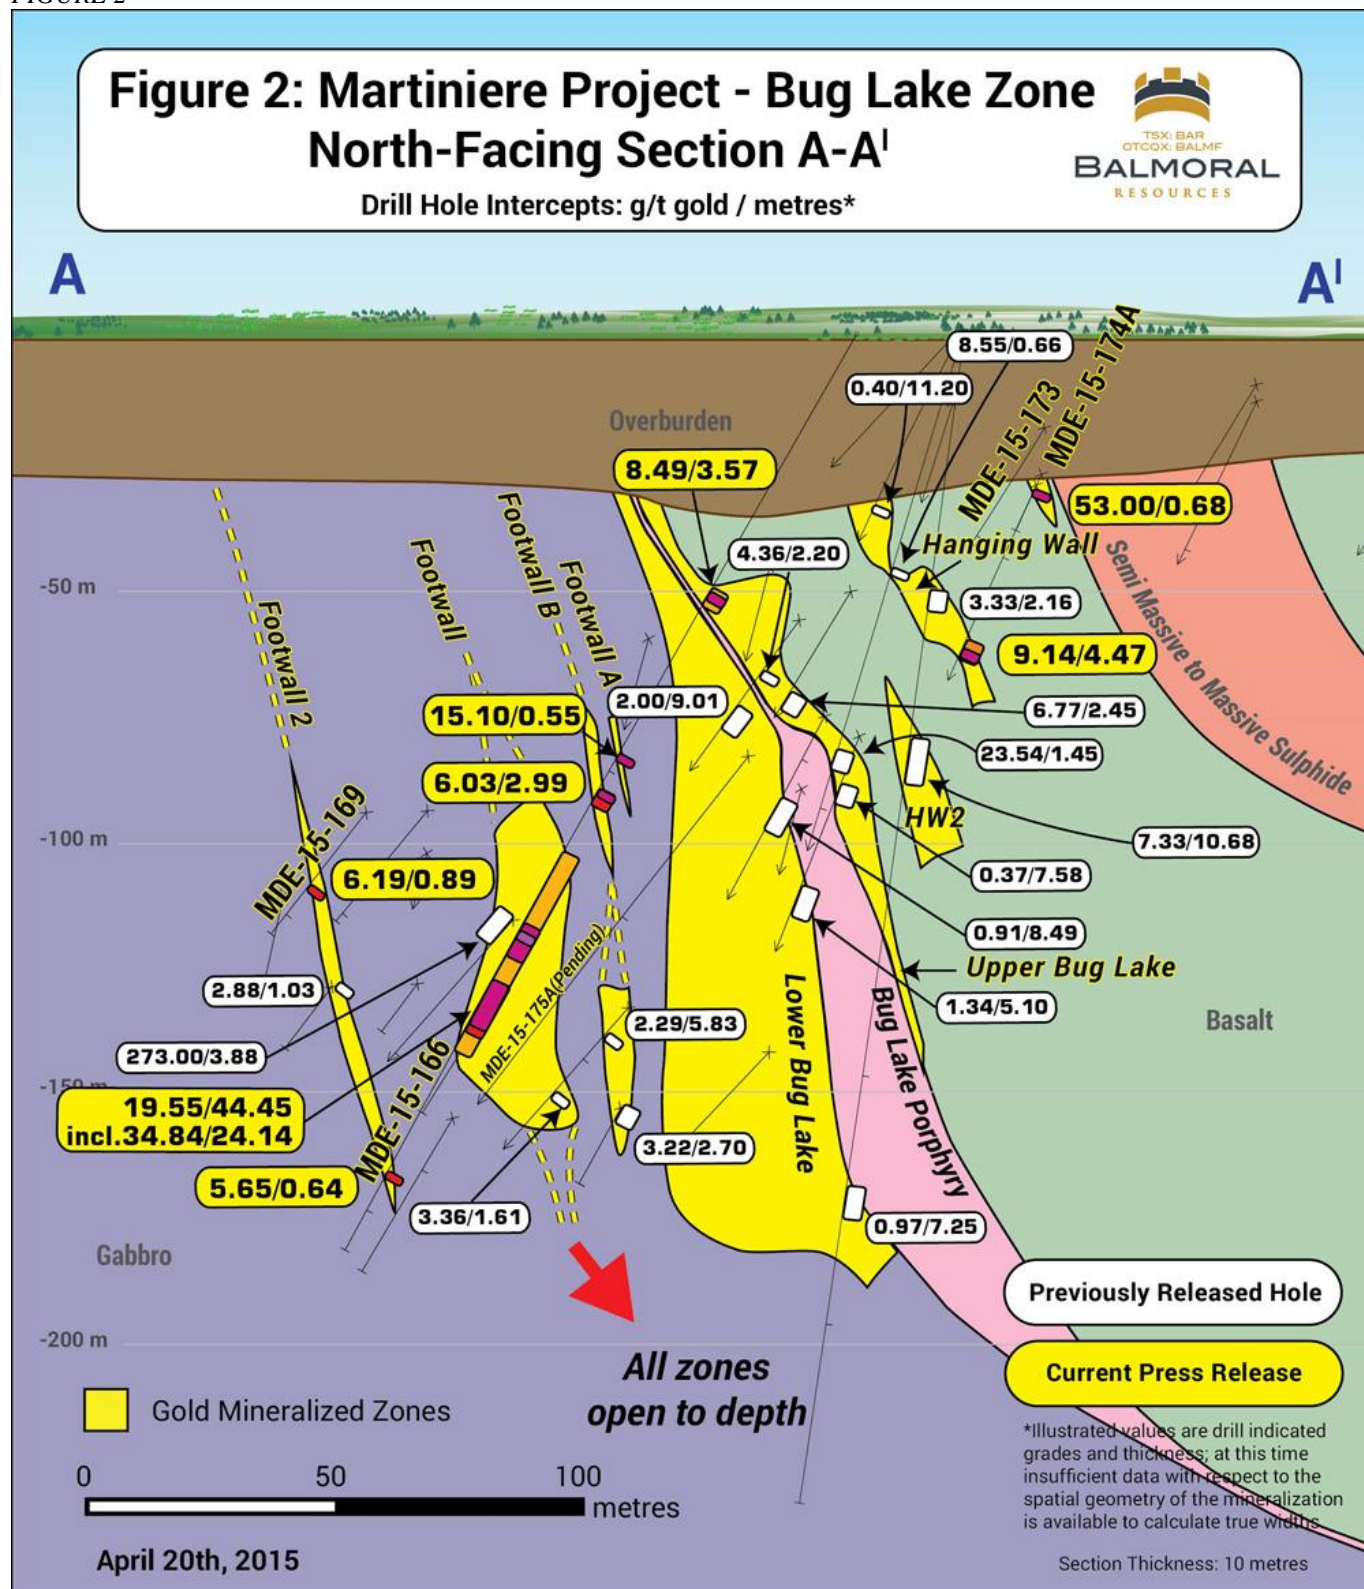 FIGURE 2
Figure 2: Martiniere Project - Bug Lake Zone
North-Facing Section A-A|
Drill Hole Intercepts: g/t gold / metres*
TSX: BAR
OTCQX: BALMF
BALMORAL
RESOURCES
A
A|
8.55/0.66
0.40/11.20
MDE-15-173
MDE-15-174A
Overburden
8.49/3.57
53.00/0.68
4.36/2.20
Hanging Wall
-50 m
3.33/2.16
9.14/4.47
Semi Massive to Massive Sulphide
Footwall 2
Footwall
Footwall B
Footwall A
2.00/9.01
15.10/0.55
6.77/2.45
23.54/1.45
6.03/2.99
HW2
-100 m
7.33/10.68
MDE-15-169
6.19/0.89
0.37/7.58
0.91/8.49
Upper Bug Lake
2.88/1.03
MDE-15-175A(Pending)
Lower Bug Lake
Bug Lake Porphyry
1.34/5.10
Basalt
2.29/5.83
273.00/3.88
-150 m
19.55/44.45
incl.34.84/24.14
MDE-15-166
3.22/2.70
5.65/0.64
3.36/1.61
0.97/7.25
Gabbro
Previously Released Hole
-200 m
Current Press Release
All zones
open to depth
Gold Mineralized Zones
*Illustrated values are drill indicated
grades and thickness; at this time
insufficient data with respect to the
spatial geometry of the mineralization
is available to calculate true widths
0 50 100
metres
April 20th, 2015
Section Thickness: 10 metres